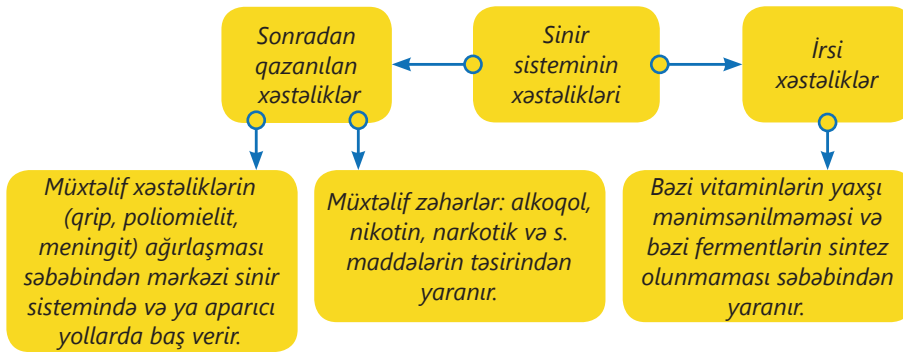 Sonradan
qazanılan
xəstəliklər
Sinir
sisteminin
xəstəlikləri
İrsi
xəstəliklər
Müxtəlif xəstəliklərin
(qrip, poliomielit,
meningit) ağırlaşması
səbəbindən mərkəzi sinir
sistemində və ya aparıcı
yollarda baş verir.
Müxtəlif zəhərlər: alkoqol,
nikotin, narkotik və s.
maddələrin təsirindən
yaranır.
Bəzi vitaminlərin yaxşı
mənimsənilməməsi və
bəzi fermentlərin sintez
olunmaması səbəbindən
yaranır.